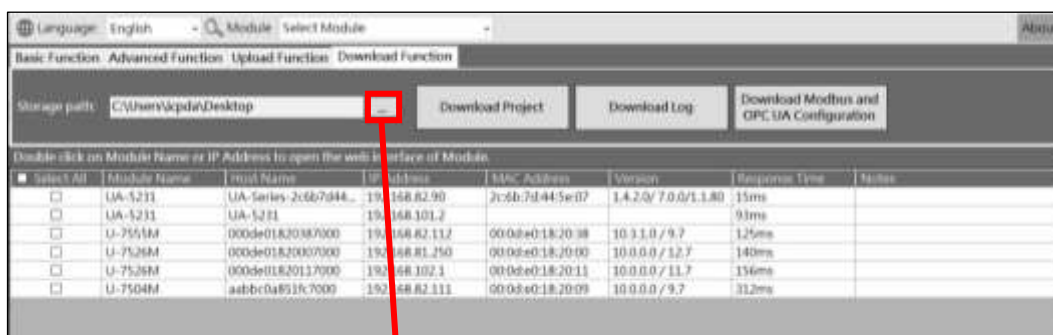 Language: English Module Select Module Abou
Basic Function Advanced Function Upload Function Download Function
Storage path: C:\Users\icpda\Desktop ... Download Project Download Log Download Modbus and
OPC UA Configuration
Double click on Module Name or IP Address to open the web interface of Module.
Select All Module Name Host Name IP Address MAC Address Version Response Time Notes
UA-5231 UA-Series-2c6b7d44... 192.168.82.90 2c:6b:7d:44:5e:07 1.4.2.0/ 7.0.0/1.1.80 15ms
UA-5231 UA-5231 192.168.101.2 93ms
U-7555M 000de01820387000 192.168.82.112 00:0d:e0:18:20:38 10.3.1.0 / 9.7 125ms
U-7526M 000de01820007000 192.168.81.250 00:0d:e0:18:20:00 10.0.0.0 / 12.7 140ms
U-7526M 000de01820117000 192.168.102.1 00:0d:e0:18:20:11 10.0.0.0 / 11.7 156ms
U-7504M aabbc0a851fc7000 192.168.82.111 00:0d:e0:18:20:09 10.0.0.0 / 9.7 312ms